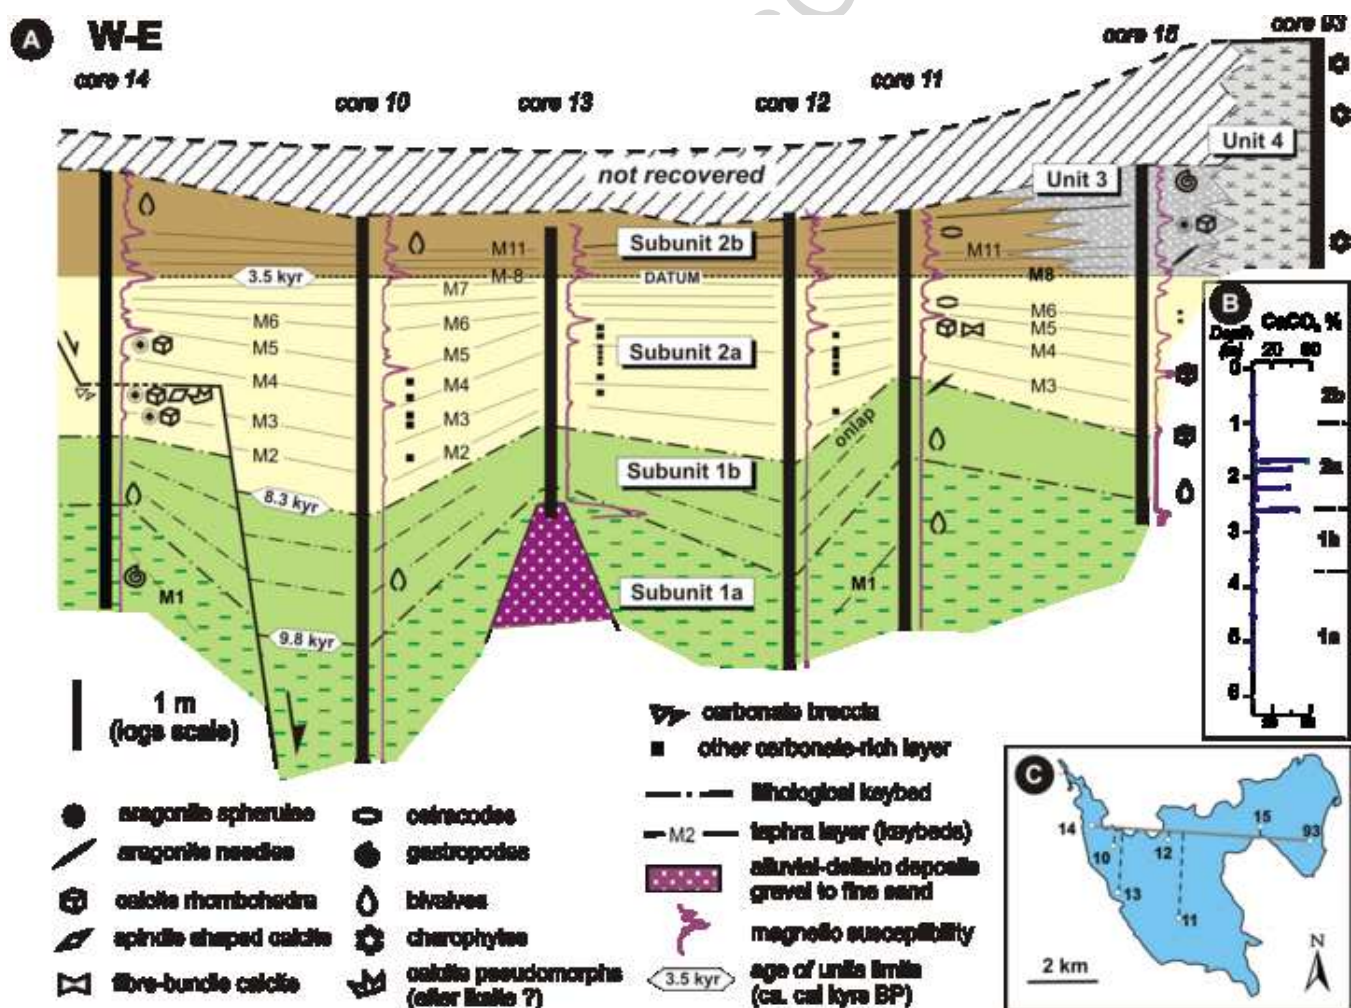 A W-E
core 14
core 10
core 13
core 12
core 11
core 15
core 93
not recovered
Unit 4
Unit 3
Subunit 2b
M11
M11
3.5 kyr
M-8
DATUM
M8
M7
M6
M6
M6
M5
M5
M5
Subunit 2a
M4
M4
M4
M3
M3
M3
M2
M2
onlap
Subunit 1b
8.3 kyr
Subunit 1a
M1
M1
9.8 kyr
1 m
(logs scale)
B
CaCO, %
Depth
(m)
20 60
0
2b
1
2
2a
3
1b
4
5
1a
6
carbonate breccia
other carbonate-rich layer
lithological keybed
M2
tephra layer (keybeds)
alluvial-deltaic deposits
gravel to fine sand
magnetic susceptibility
3.5 kyr
age of units limits
(ca. cal kyrs BP)
aragonite spherulae
aragonite needles
calcite rhombohedra
spindle shaped calcite
fibre-bundle calcite
ostracodes
gastropodes
bivalves
charophytes
calcite pseudomorphs
(after ikaite ?)
C
14
15
93
10
12
13
11
2 km
N